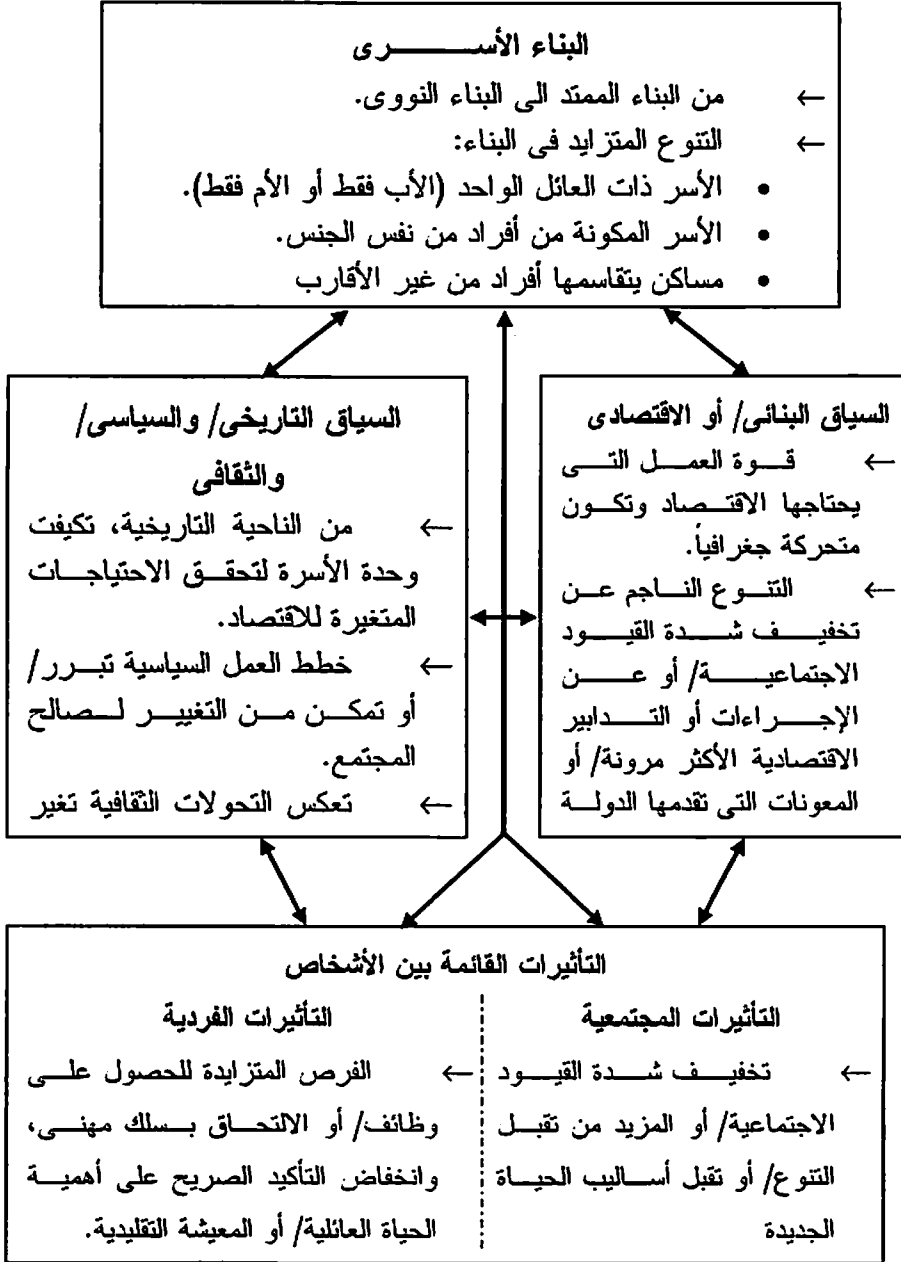 البناء الأسرى
← من البناء الممتد الى البناء النووى.
← التنوع المتزايد فى البناء:
• الأسر ذات العائل الواحد (الأب فقط أو الأم فقط).
• الأسر المكونة من أفراد من نفس الجنس.
• مساكن يتقاسمها أفراد من غير الأقارب
السياق البنائى/ أو الاقتصادى
← قوة العمل التى
يحتاجها الاقتصاد وتكون
متحركة جغرافياً.
← التنوع الناجم عن
تخفيف شدة القيود
الاجتماعية/ أو عن
الإجراءات أو التدابير
الاقتصادية الأكثر مرونة/ أو
المعونات التى تقدمها الدولة
السياق التاريخى/ والسياسى/
والثقافى
← من الناحية التاريخية، تكيفت
وحدة الأسرة لتحقق الاحتياجات
المتغيرة للاقتصاد.
← خطط العمل السياسية تبرر/
أو تمكن من التغيير لصالح
المجتمع.
← تعكس التحولات الثقافية تغير
التأثيرات القائمة بين الأشخاص
التأثيرات المجتمعية
← تخفيف شدة القيود
الاجتماعية/ أو المزيد من تقبل
التنوع/ أو تقبل أساليب الحياة
الجديدة
التأثيرات الفردية
← الفرص المتزايدة للحصول على
وظائف/ أو الالتحاق بسلك مهنى،
وانخفاض التأكيد الصريح على أهمية
الحياة العائلية/ أو المعيشة التقليدية.